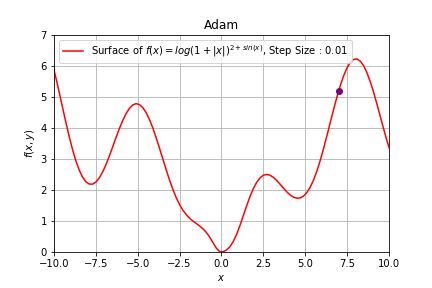 Adam
Surface of f(x) = log(1 + |x|)^{2 + sin(x)}, Step Size : 0.01
7
6
5
4
3
2
1
0
f(x, y)
−10.0 −7.5 −5.0 −2.5 0.0 2.5 5.0 7.5 10.0
x